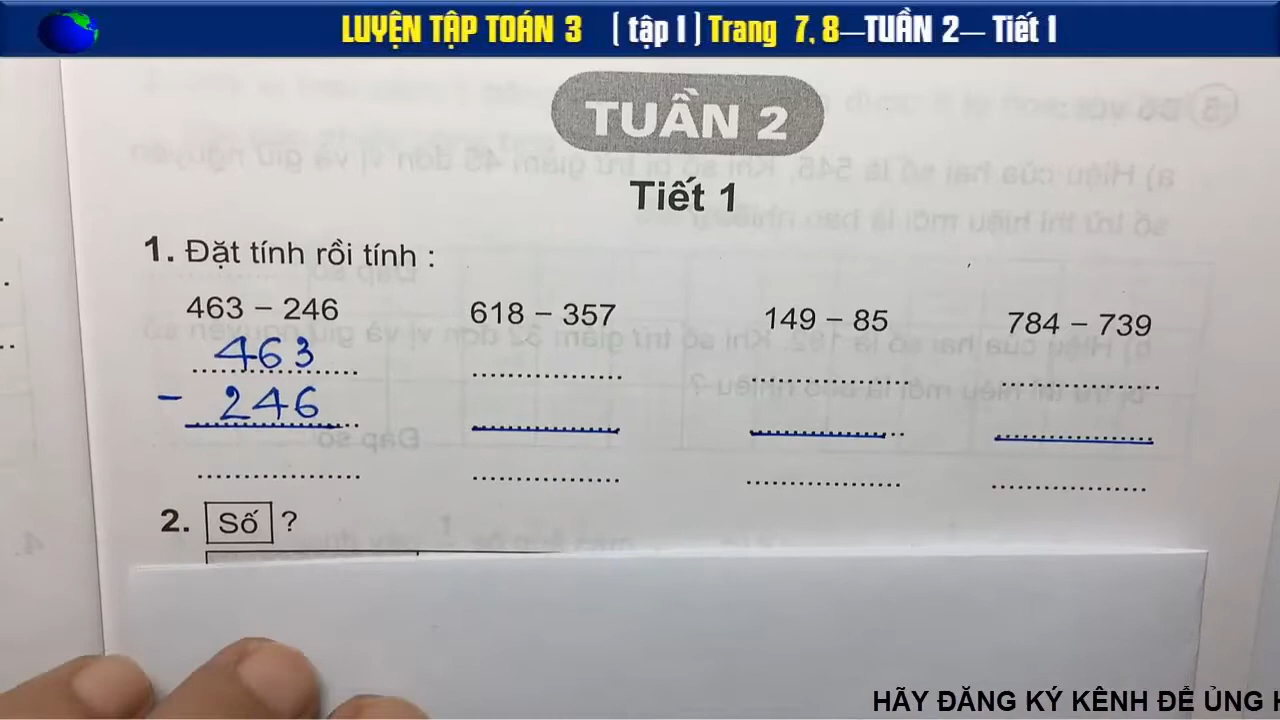 LUYỆN TẬP TOÁN 3 ( tập 1 ) Trang 7, 8–TUẦN 2– Tiết 1
TUẦN 2
Tiết 1
1. Đặt tính rồi tính :
463 – 246 618 – 357 149 – 85 784 – 739
463
- 246
2. Số ?
HÃY ĐĂNG KÝ KÊNH ĐỂ ỦNG H